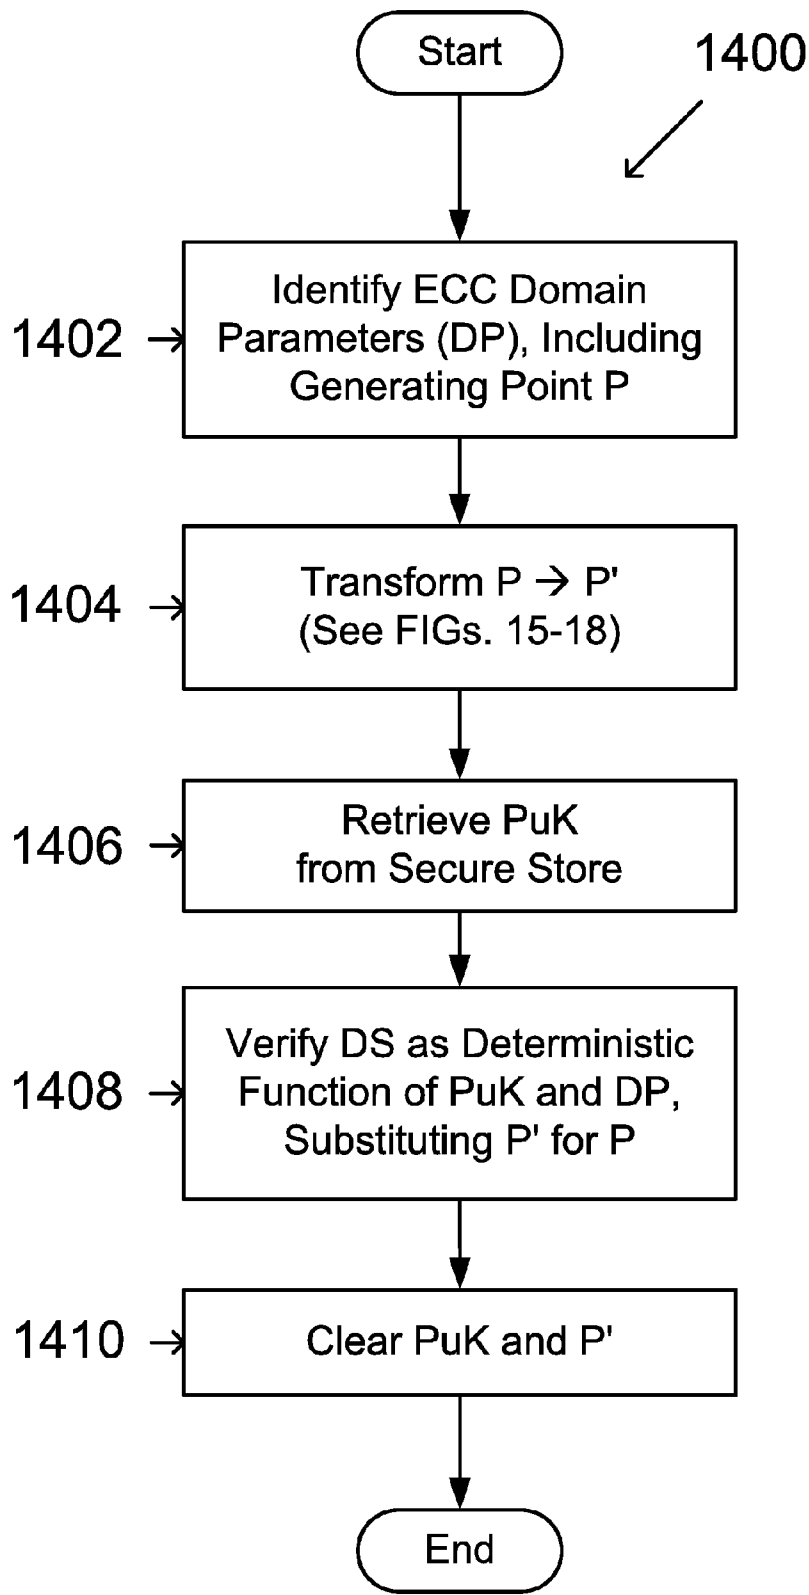 Start
1400
1402
Identify ECC Domain
Parameters (DP), Including
Generating Point P
1404
Transform P → P'
(See FIGs. 15-18)
1406
Retrieve PuK
from Secure Store
1408
Verify DS as Deterministic
Function of PuK and DP,
Substituting P' for P
1410
Clear PuK and P'
End